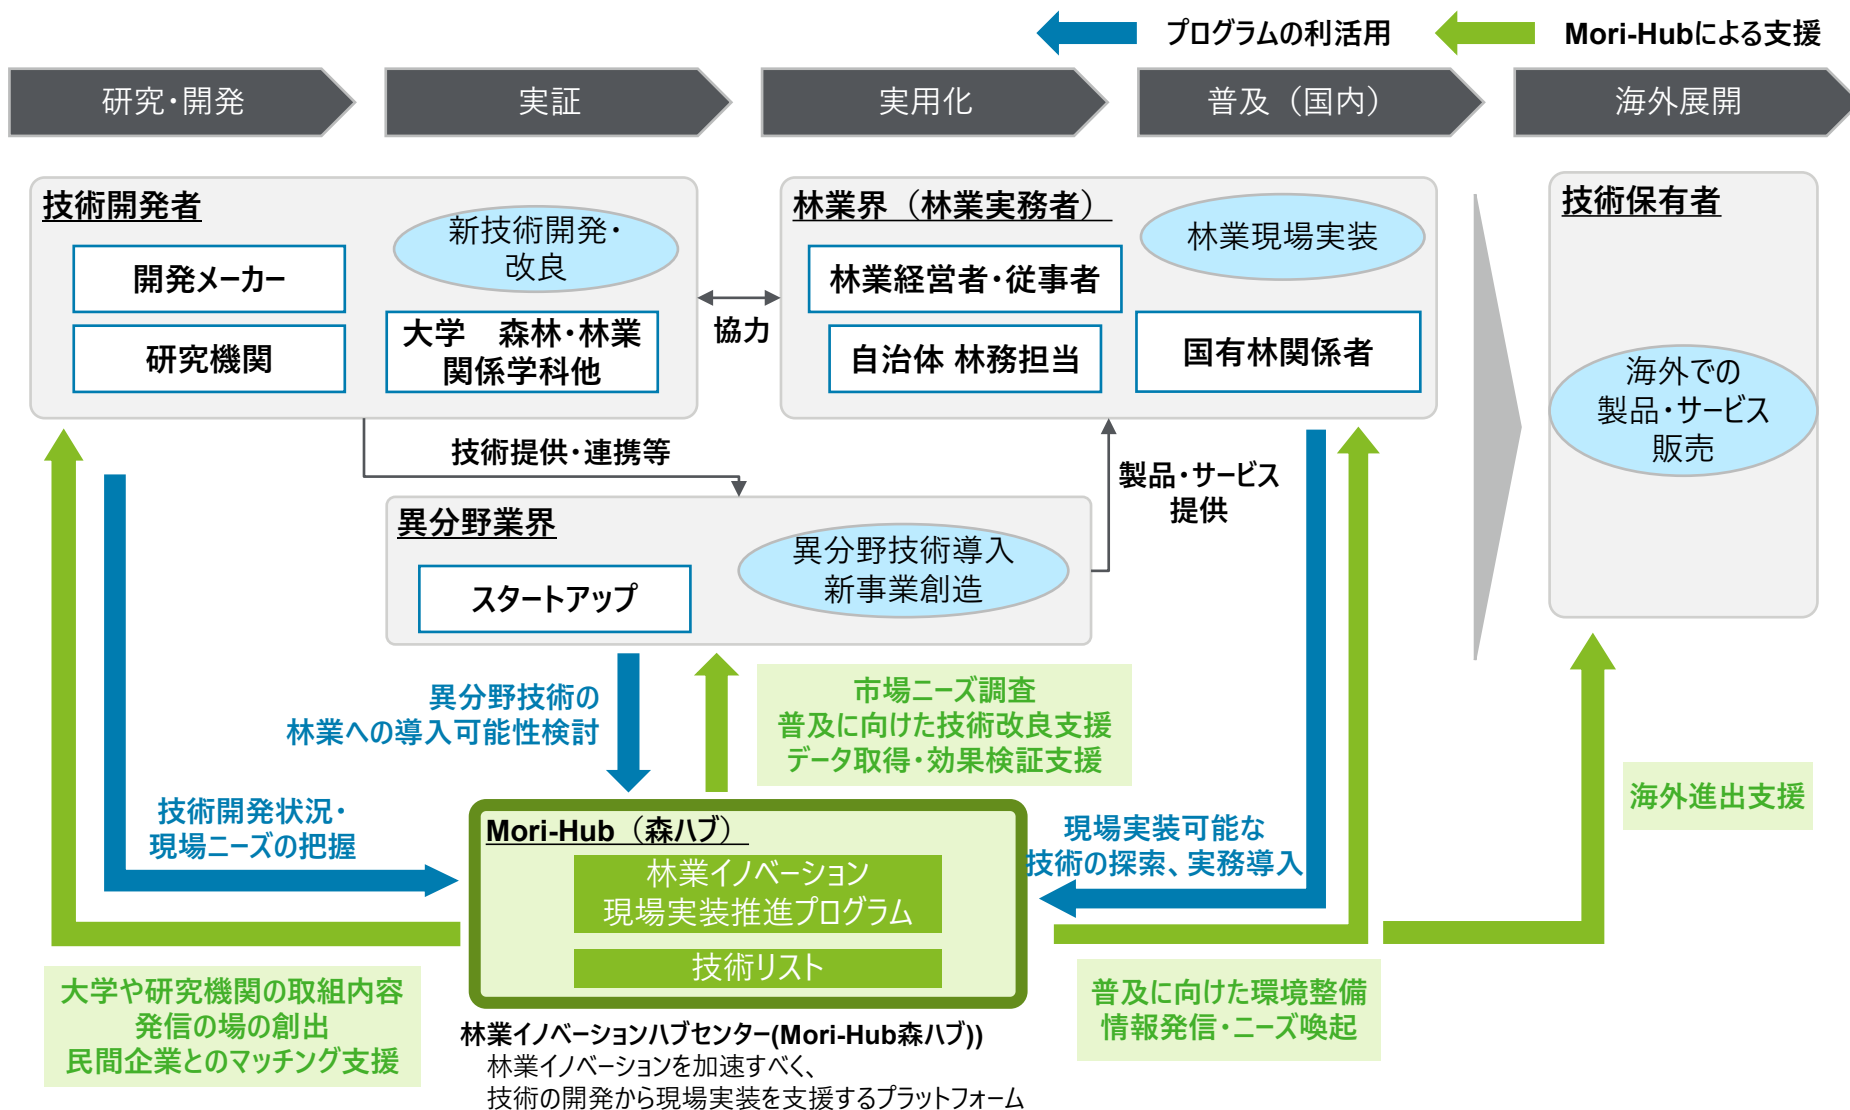 プログラムの利活用
Mori-Hubによる支援
研究・開発
実証
実用化
普及（国内）
海外展開
技術開発者
新技術開発・
改良
開発メーカー
研究機関
大学　森林・林業
関係学科他
協力
林業界（林業実務者）
林業現場実装
林業経営者・従事者
自治体 林務担当
国有林関係者
技術保有者
海外での
製品・サービス
販売
技術提供・連携等
製品・サービス
提供
異分野業界
異分野技術導入
新事業創造
スタートアップ
異分野技術の
林業への導入可能性検討
市場ニーズ調査
普及に向けた技術改良支援
データ取得・効果検証支援
海外進出支援
技術開発状況・
現場ニーズの把握
Mori-Hub（森ハブ）
林業イノベーション
現場実装推進プログラム
技術リスト
現場実装可能な
技術の探索、実務導入
大学や研究機関の取組内容
発信の場の創出
民間企業とのマッチング支援
普及に向けた環境整備
情報発信・ニーズ喚起
林業イノベーションハブセンター(Mori-Hub森ハブ))
林業イノベーションを加速すべく、
技術の開発から現場実装を支援するプラットフォーム